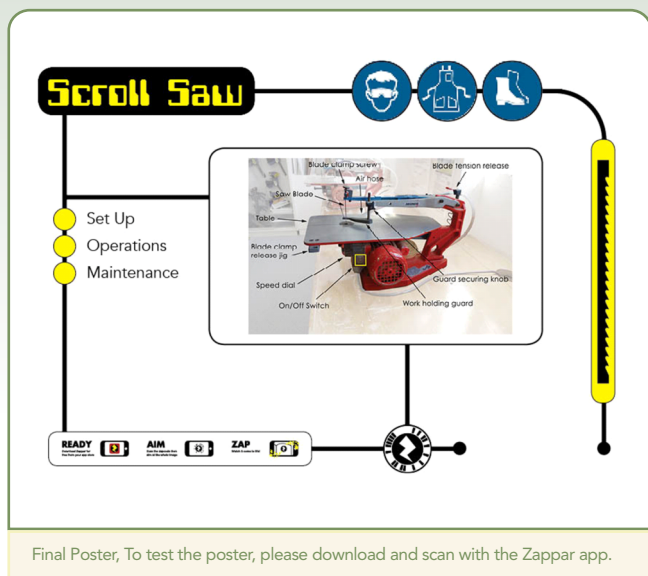 Scroll Saw
Blade clamp screw
Blade tension release
Air hose
Saw Blade
Table
Blade clamp
release jig
Speed dial
On/Off Switch
Guard securing knob
Work holding guard
Set Up
Operations
Maintenance
READY
AIM
ZAP
Final Poster, To test the poster, please download and scan with the Zappar app.